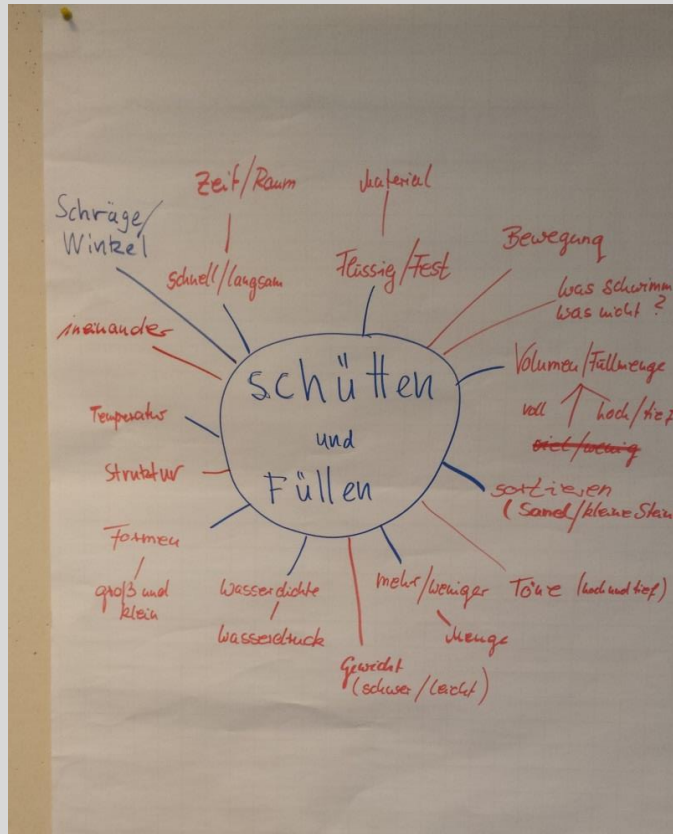 schütten
und
Füllen
Zeit/Raum
schnell/langsam
Material
Flüssig/Fest
Bewegung
was schwimm
was nicht ?
Volumen/Füllmenge
voll hoch/tief
viel/wenig
sortieren
(Sand/kleine Stein
Töne (hoch und tief)
mehr/weniger
Menge
Gewicht
(schwer/leicht)
Wasserdichte
Wasserdruck
Formen
groß und
klein
Struktur
Temperatur
ineinander
Schräge/
Winkel